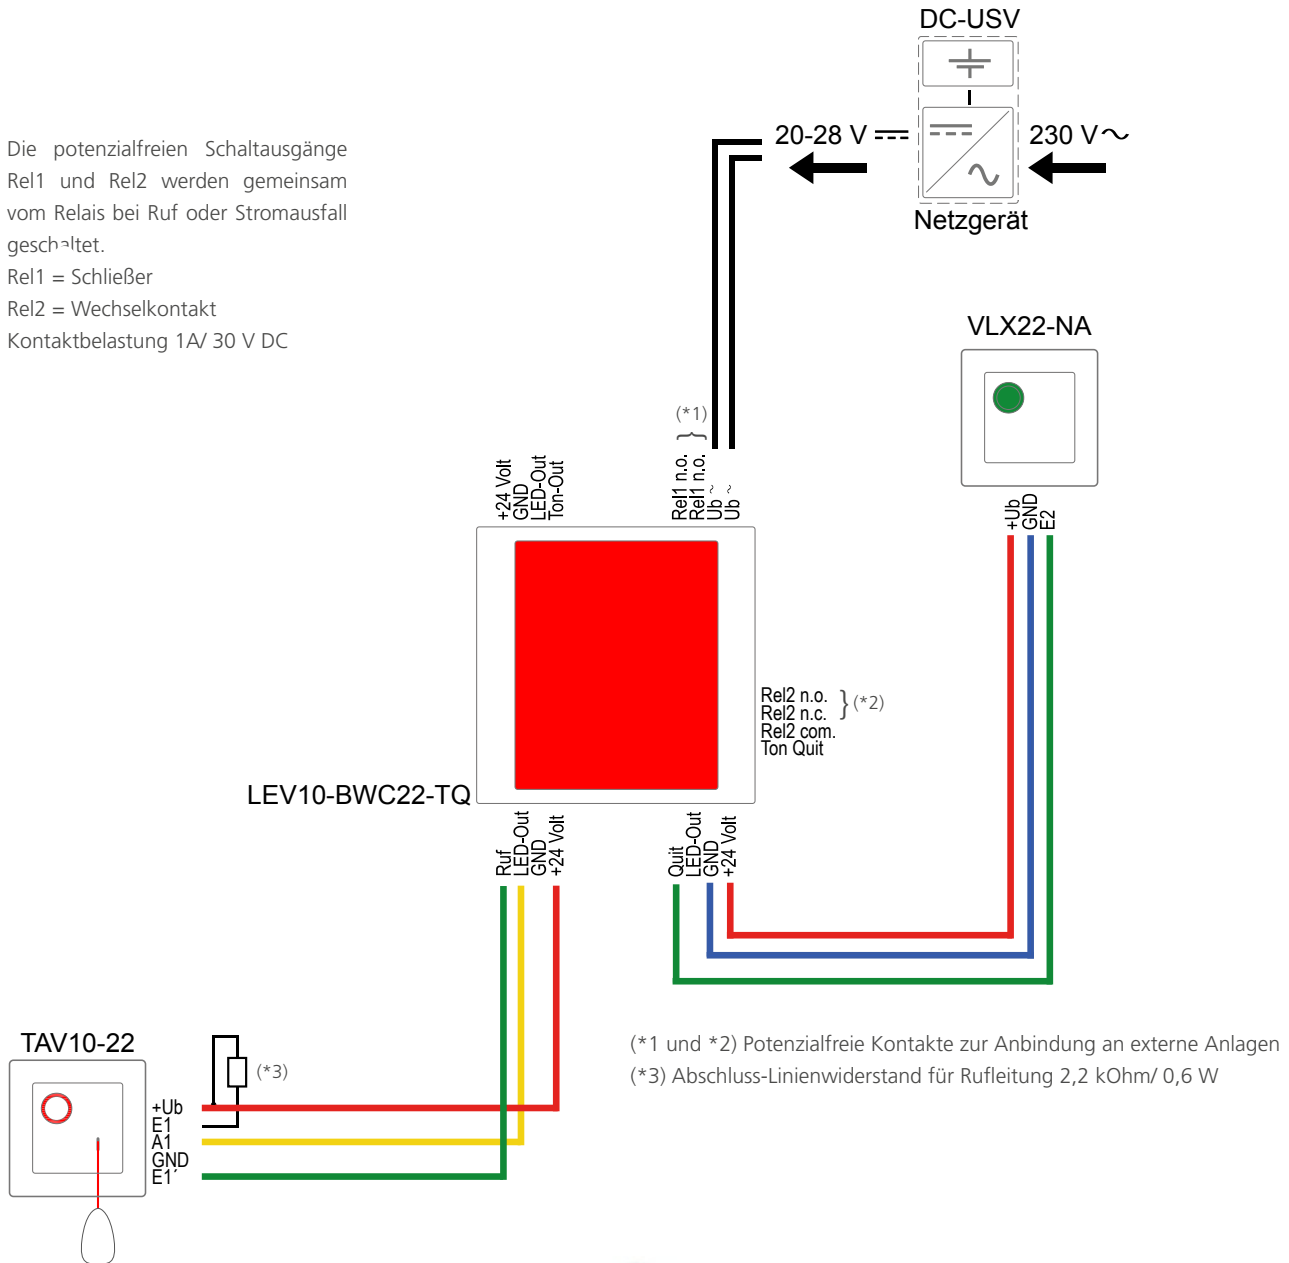 DC-USV
20-28 V
230 V
Netzgerät
Die potenzialfreien Schaltausgänge
Rel1 und Rel2 werden gemeinsam
vom Relais bei Ruf oder Stromausfall
geschaltet.
Rel1 = Schließer
Rel2 = Wechselkontakt
Kontaktbelastung 1A/ 30 V DC
VLX22-NA
+Ub
GND
E2
(*1)
+24 Volt
GND
LED-Out
Ton-Out
Rel1 n.o.
Rel1 n.o.
Ub ~
Ub ~
Rel2 n.o.
Rel2 n.c.
(*2)
Rel2 com.
Ton Quit
LEV10-BWC22-TQ
Ruf
LED-Out
GND
+24 Volt
Quit
LED-Out
GND
+24 Volt
TAV10-22
(*3)
+Ub
E1
A1
GND
E1´
(*1 und *2) Potenzialfreie Kontakte zur Anbindung an externe Anlagen
(*3) Abschluss-Linienwiderstand für Rufleitung 2,2 kOhm/ 0,6 W